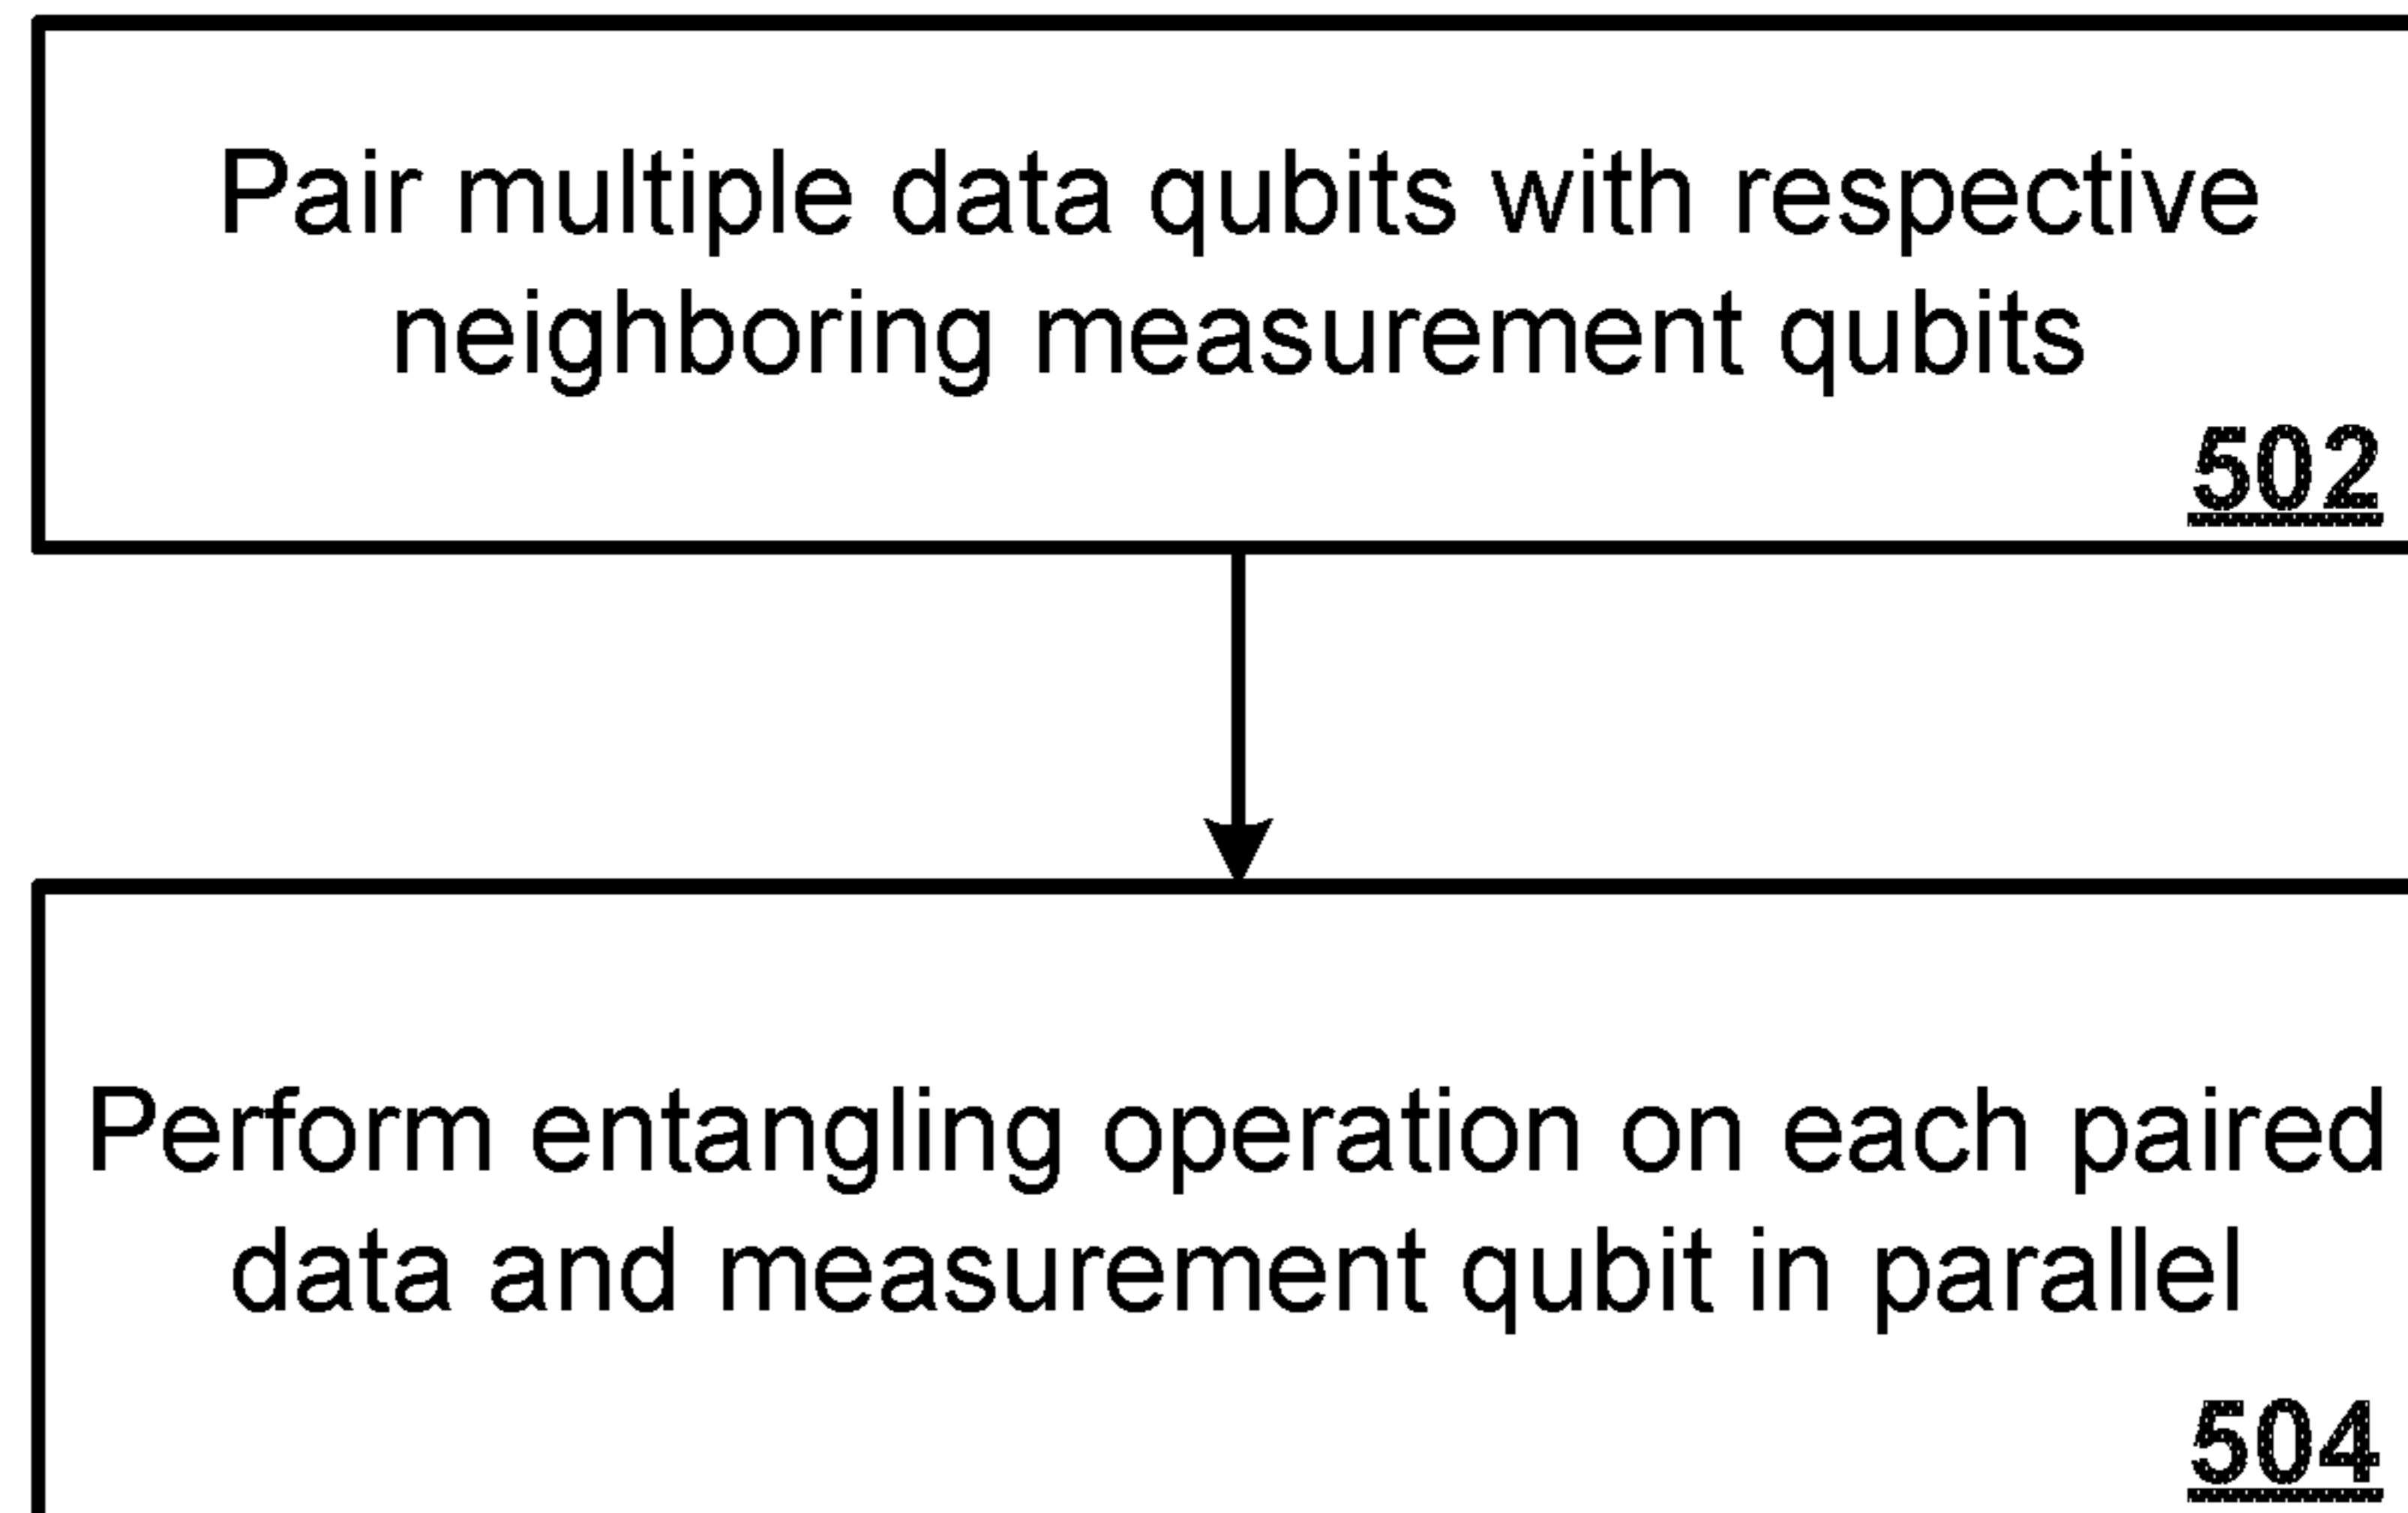 Pair multiple data qubits with respective
neighboring measurement qubits
502
Perform entangling operation on each paired
data and measurement qubit in parallel
504